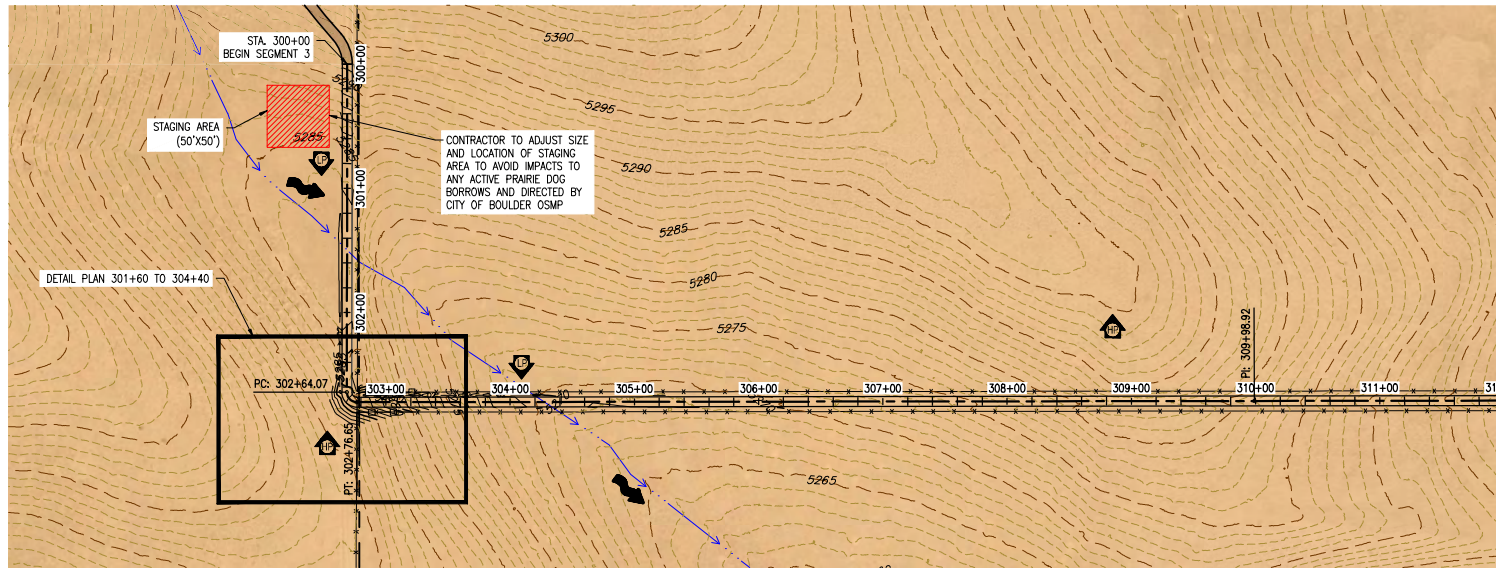 STA. 300+00
BEGIN SEGMENT 3
300+00
5300
5295
STAGING AREA
(50'X50')
5285
LP
CONTRACTOR TO ADJUST SIZE
AND LOCATION OF STAGING
AREA TO AVOID IMPACTS TO
ANY ACTIVE PRAIRIE DOG
BORROWS AND DIRECTED BY
CITY OF BOULDER OSMP
5290
301+00
5285
DETAIL PLAN 301+60 TO 304+40
5280
302+00
5275
HP
PI: 309+98.92
LP
PC: 302+64.07
303+00
304+00
305+00
306+00
307+00
308+00
309+00
310+00
311+00
HP
PT: 302+76.65
5265